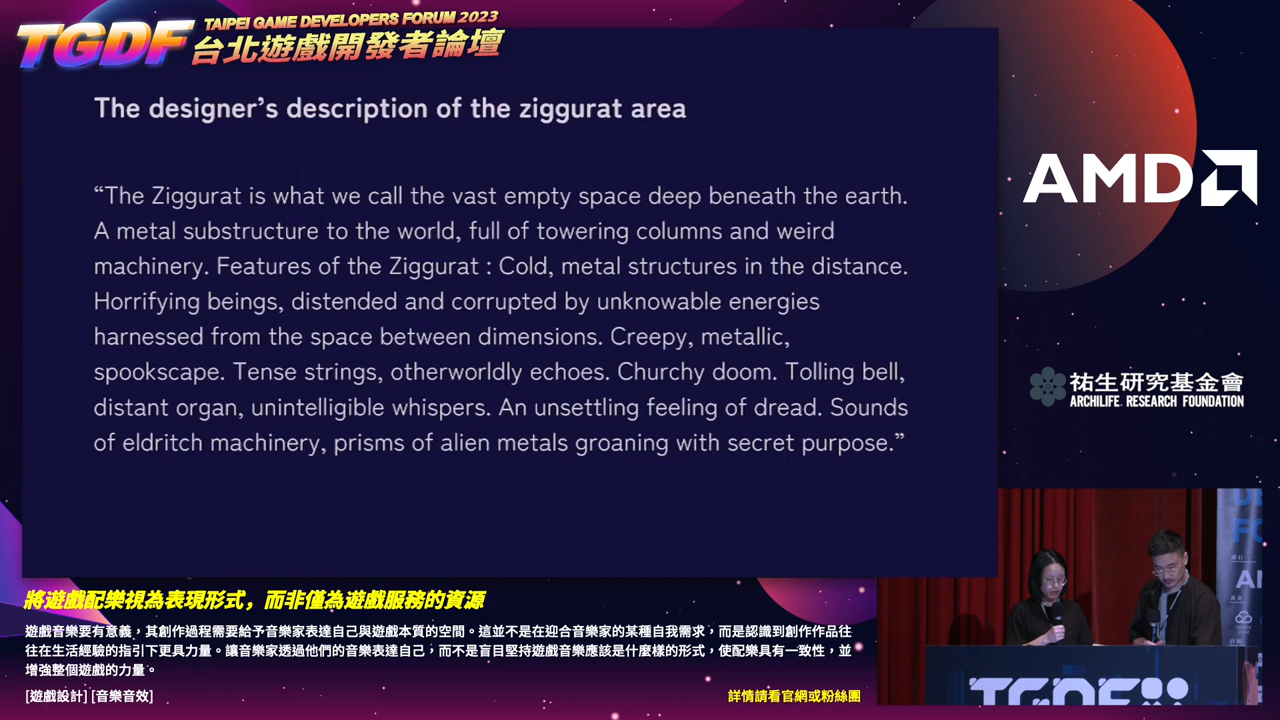 TGDF
TAIPEI GAME DEVELOPERS FORUM 2023
台北遊戲開發者論壇
The designer’s description of the ziggurat area
“The Ziggurat is what we call the vast empty space deep beneath the earth.
A metal substructure to the world, full of towering columns and weird
machinery. Features of the Ziggurat : Cold, metal structures in the distance.
Horrifying beings, distended and corrupted by unknowable energies
harnessed from the space between dimensions. Creepy, metallic,
spookscape. Tense strings, otherworldly echoes. Churchy doom. Tolling bell,
distant organ, unintelligible whispers. An unsettling feeling of dread. Sounds
of eldritch machinery, prisms of alien metals groaning with secret purpose.”
AMD
祐生研究基金會
ARCHILIFE RESEARCH FOUNDATION
將遊戲配樂視為表現形式，而非僅為遊戲服務的資源
遊戲音樂要有意義，其創作過程需要給予音樂家表達自己與遊戲本質的空間。這並不是在迎合音樂家的某種自我需求，而是認識到創作作品往
往在生活經驗的指引下更具力量。讓音樂家透過他們的音樂表達自己，而不是盲目堅持遊戲音樂應該是什麼樣的形式，使配樂具有一致性，並
增強整個遊戲的力量。
[遊戲設計] [音樂音效]
詳情請看官網或粉絲團
TGDF